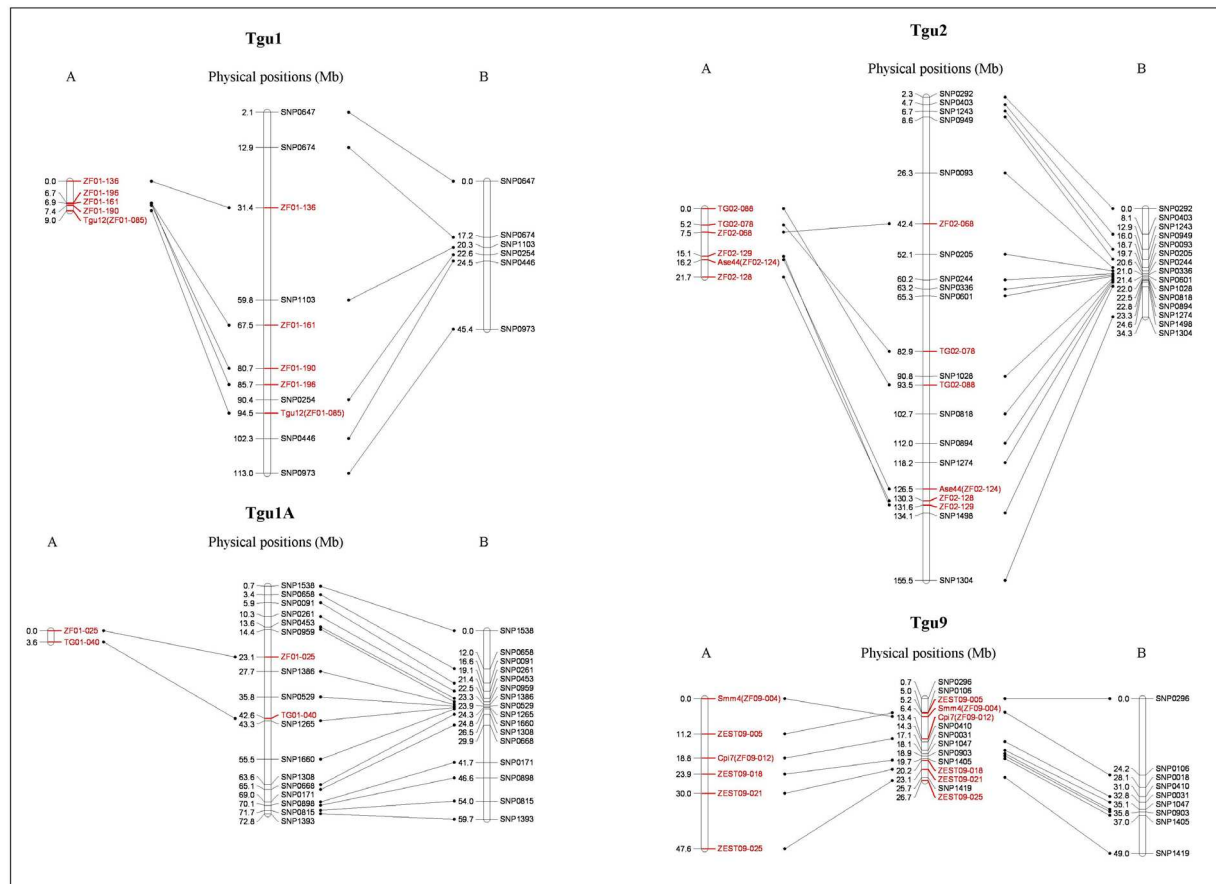 Tgu1
A
Physical positions (Mb)
B
0.0 ZF01-136
6.7 ZF01-196
6.9 ZF01-161
7.4 ZF01-190
9.0 Tgu12(ZF01-085)
2.1 SNP0647
12.9 SNP0674
31.4 ZF01-136
59.8 SNP1103
67.5 ZF01-161
80.7 ZF01-190
85.7 ZF01-196
90.4 SNP0254
94.5 Tgu12(ZF01-085)
102.3 SNP0446
113.0 SNP0973
0.0 SNP0647
17.2 SNP0674
20.3 SNP1103
22.6 SNP0254
24.5 SNP0446
45.4 SNP0973
Tgu2
A
Physical positions (Mb)
B
0.0 TG02-088
5.2 TG02-078
7.5 ZF02-068
15.1 ZF02-129
16.2 Ase44(ZF02-124)
21.7 ZF02-128
2.3 SNP0292
4.7 SNP0403
6.7 SNP1243
8.6 SNP0949
26.3 SNP0093
42.4 ZF02-068
52.1 SNP0205
60.2 SNP0244
63.2 SNP0336
65.3 SNP0601
82.9 TG02-078
90.8 SNP1028
93.5 TG02-088
102.7 SNP0818
112.0 SNP0894
118.2 SNP1274
126.5 Ase44(ZF02-124)
130.3 ZF02-128
131.6 ZF02-129
134.1 SNP1498
155.5 SNP1304
0.0 SNP0292
8.1 SNP0403
12.9 SNP1243
16.0 SNP0949
18.7 SNP0093
19.7 SNP0205
20.6 SNP0244
21.0 SNP0336
21.4 SNP0601
22.0 SNP1028
22.5 SNP0818
22.8 SNP0894
23.3 SNP1274
24.6 SNP1498
34.3 SNP1304
Tgu1A
A
Physical positions (Mb)
B
0.0 ZF01-025
3.6 TG01-040
0.7 SNP1538
3.4 SNP0658
5.9 SNP0091
10.3 SNP0261
13.6 SNP0453
14.4 SNP0959
23.1 ZF01-025
27.7 SNP1386
35.8 SNP0529
42.6 TG01-040
43.3 SNP1265
55.5 SNP1660
63.6 SNP1308
65.1 SNP0668
69.0 SNP0171
70.1 SNP0898
71.7 SNP0815
72.8 SNP1393
0.0 SNP1538
12.0 SNP0658
16.6 SNP0091
19.1 SNP0261
21.4 SNP0453
22.5 SNP0959
23.3 SNP1386
23.9 SNP0529
24.3 SNP1265
24.8 SNP1660
26.5 SNP1308
29.9 SNP0668
41.7 SNP0171
46.6 SNP0898
54.0 SNP0815
59.7 SNP1393
Tgu9
A
Physical positions (Mb)
B
0.0 Smm4(ZF09-004)
11.2 ZEST09-005
18.8 Cpi7(ZF09-012)
23.9 ZEST09-018
30.0 ZEST09-021
47.6 ZEST09-025
0.7 SNP0296
5.0 SNP0106
5.2 ZEST09-005
6.4 Smm4(ZF09-004)
13.4 Cpi7(ZF09-012)
14.3 SNP0410
17.1 SNP0031
18.1 SNP1047
18.9 SNP0903
19.7 SNP1405
20.2 ZEST09-018
23.1 ZEST09-021
25.7 SNP1419
26.7 ZEST09-025
0.0 SNP0296
24.2 SNP0106
28.1 SNP0018
31.0 SNP0410
32.8 SNP0031
35.1 SNP1047
35.8 SNP0903
37.0 SNP1405
49.0 SNP1419